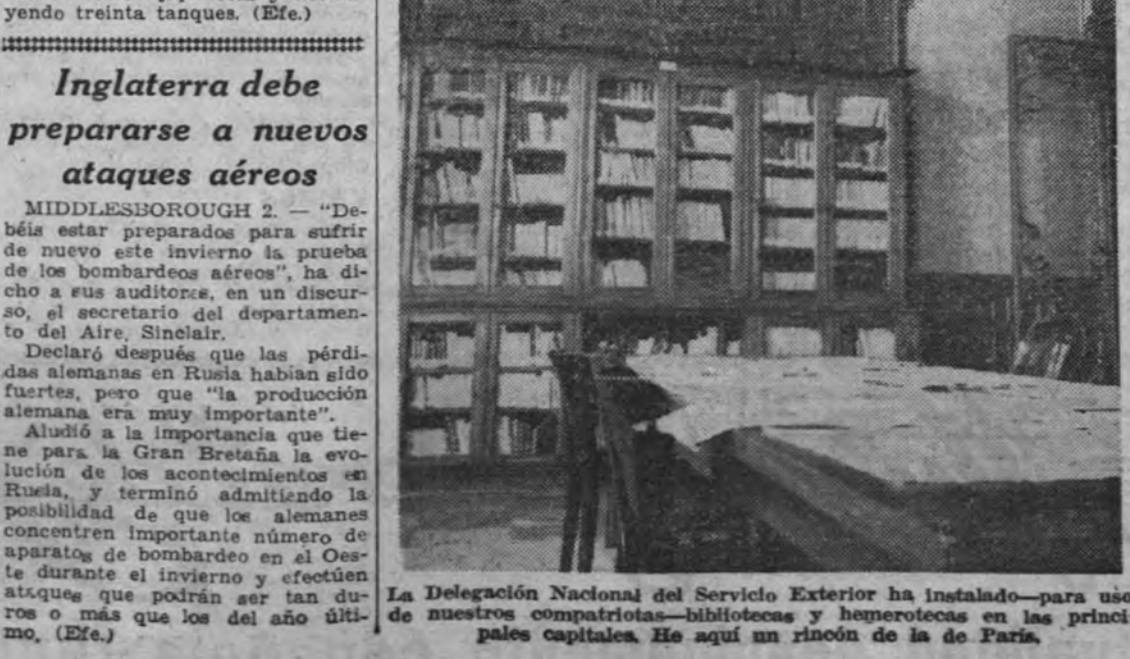 yendo treinta tanques. (Efe.)
Inglaterra debe
prepararse a nuevos
ataques aéreos
MIDDLESBOROUGH 2. — "De-
béis estar preparados para sufrir
de nuevo este invierno la prueba
de los bombardeos aéreos", ha di-
cho a sus auditores, en un discur-
so, el secretario del departamen-
to del Aire, Sinclair.
Declaró después que las pérdi-
das alemanas en Rusia habían sido
fuertes, pero que "la producción
alemana era muy importante".
Aludió a la importancia que tie-
ne para la Gran Bretaña la evo-
lución de los acontecimientos en
Rusia, y terminó admitiendo la
posibilidad de que los alemanes
concentren importante número de
aparatos de bombardeo en el Oes-
te durante el invierno y efectúen
ataques que podrán ser tan du-
ros o más que los del año últi-
mo. (Efe.)
La Delegación Nacional del Servicio Exterior ha instalado—para uso
de nuestros compatriotas—bibliotecas y hemerotecas en las princi-
pales capitales. He aquí un rincón de la de París.